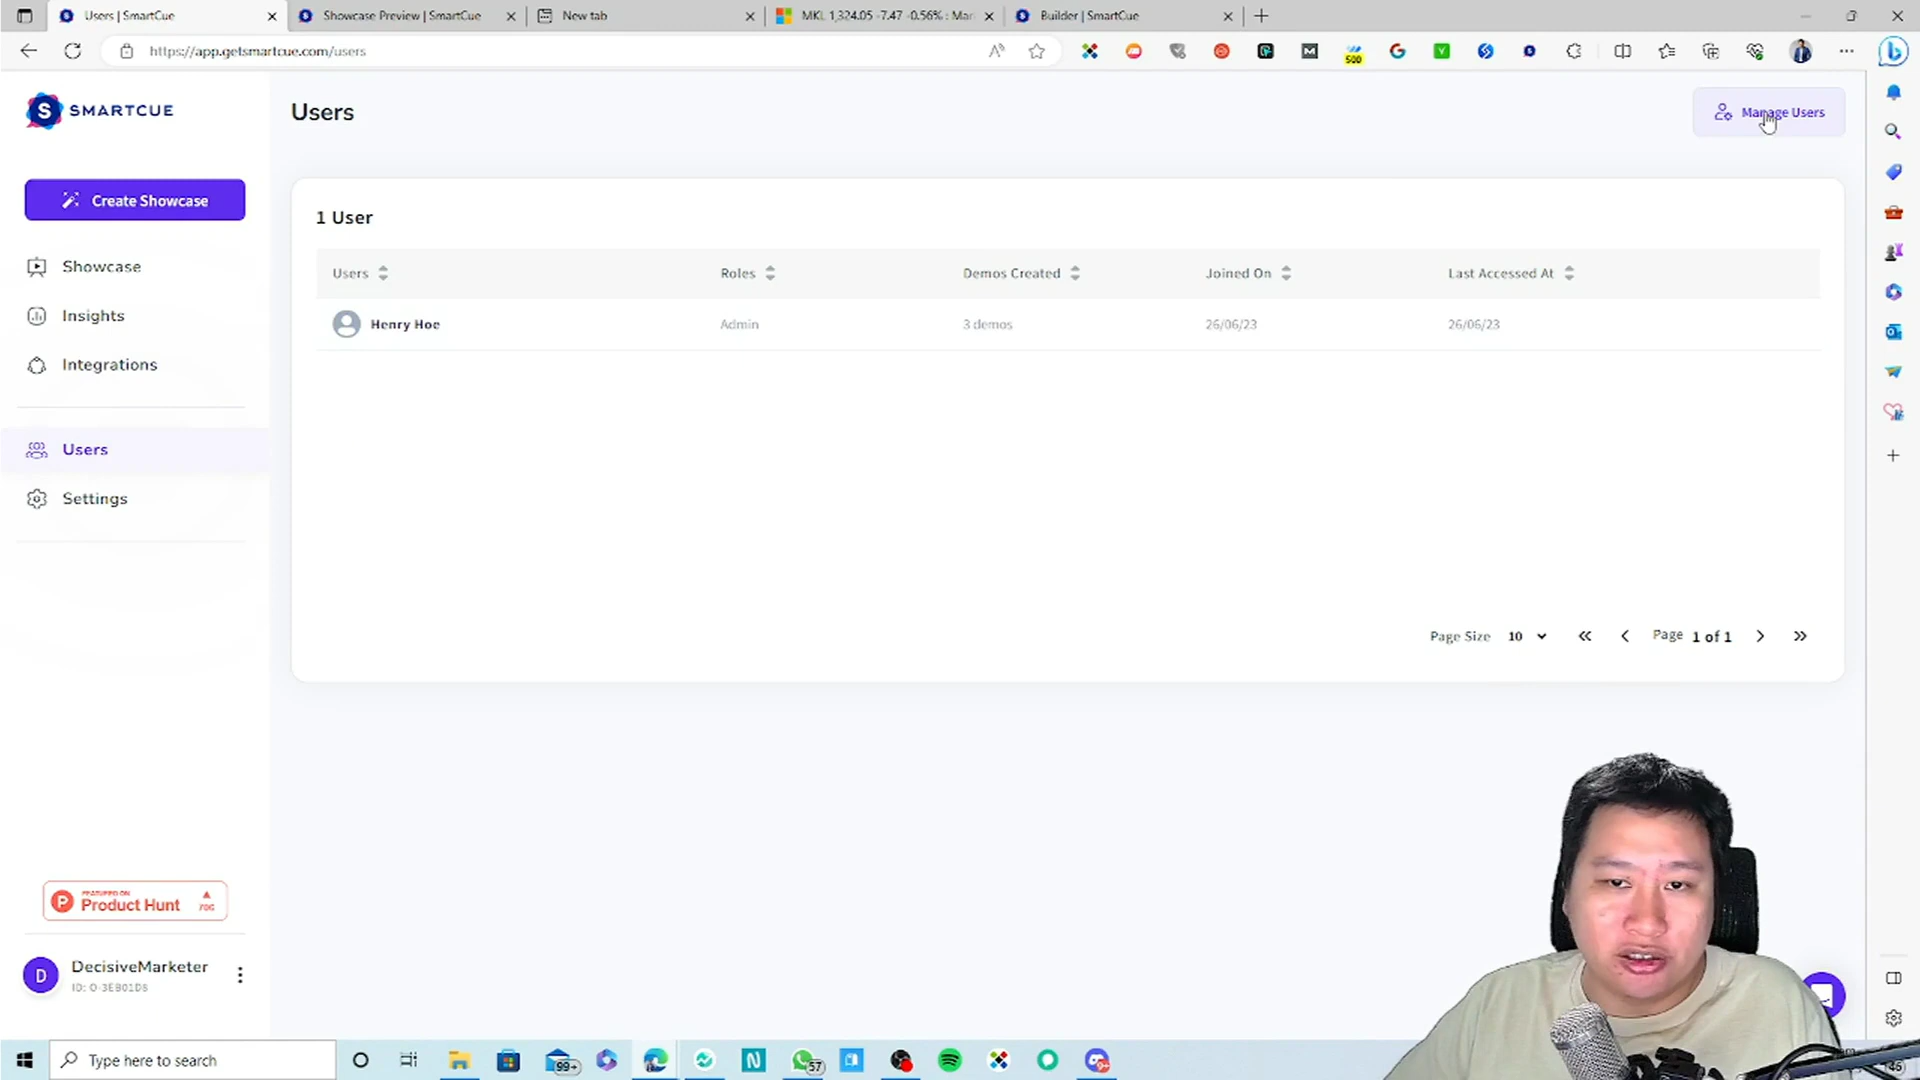 Users | SmartCue
Showcase Preview | SmartCue
New tab
MKL 1,324.05 -7.47 -0.56% : Mar
Builder | SmartCue
https://app.getsmartcue.com/users
500
SMARTCUE
Users
Manage Users
Create Showcase
1 User
Showcase
Users
Roles
Demos Created
Joined On
Last Accessed At
Insights
Henry Hoe
Admin
3 demos
26/06/23
26/06/23
Integrations
Users
Settings
Page Size 10
Page 1 of 1
FEATURED ON
Product Hunt
DecisiveMarketer
ID: O-3EB01D8
Type here to search
99+
57